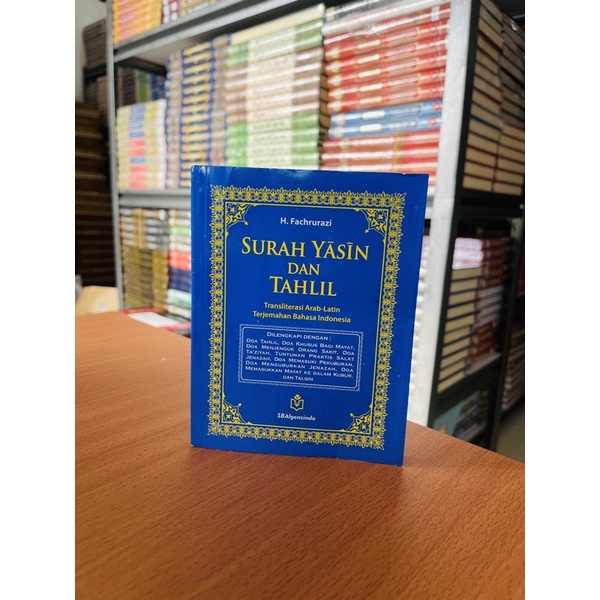 H. Fachrurazi
SURAH YĀSĪN
DAN
TAHLIL
Transliterasi Arab-Latin
Terjemahan Bahasa Indonesia
DILENGKAPI DENGAN :
DOA TAHLIL, DOA KHUSUS BAGI MAYAT,
DOA MENJENGUK ORANG SAKIT, DOA
TA'ZIYAH, TUNTUNAN PRAKTIS SALAT
JENAZAH, DOA MEMASUKI PEKUBURAN,
DOA MENGUBURKAN JENAZAH, DOA
MEMASUKKAN MAYAT KE DALAM KUBUR,
DAN TALQIN
SBAlgensindo